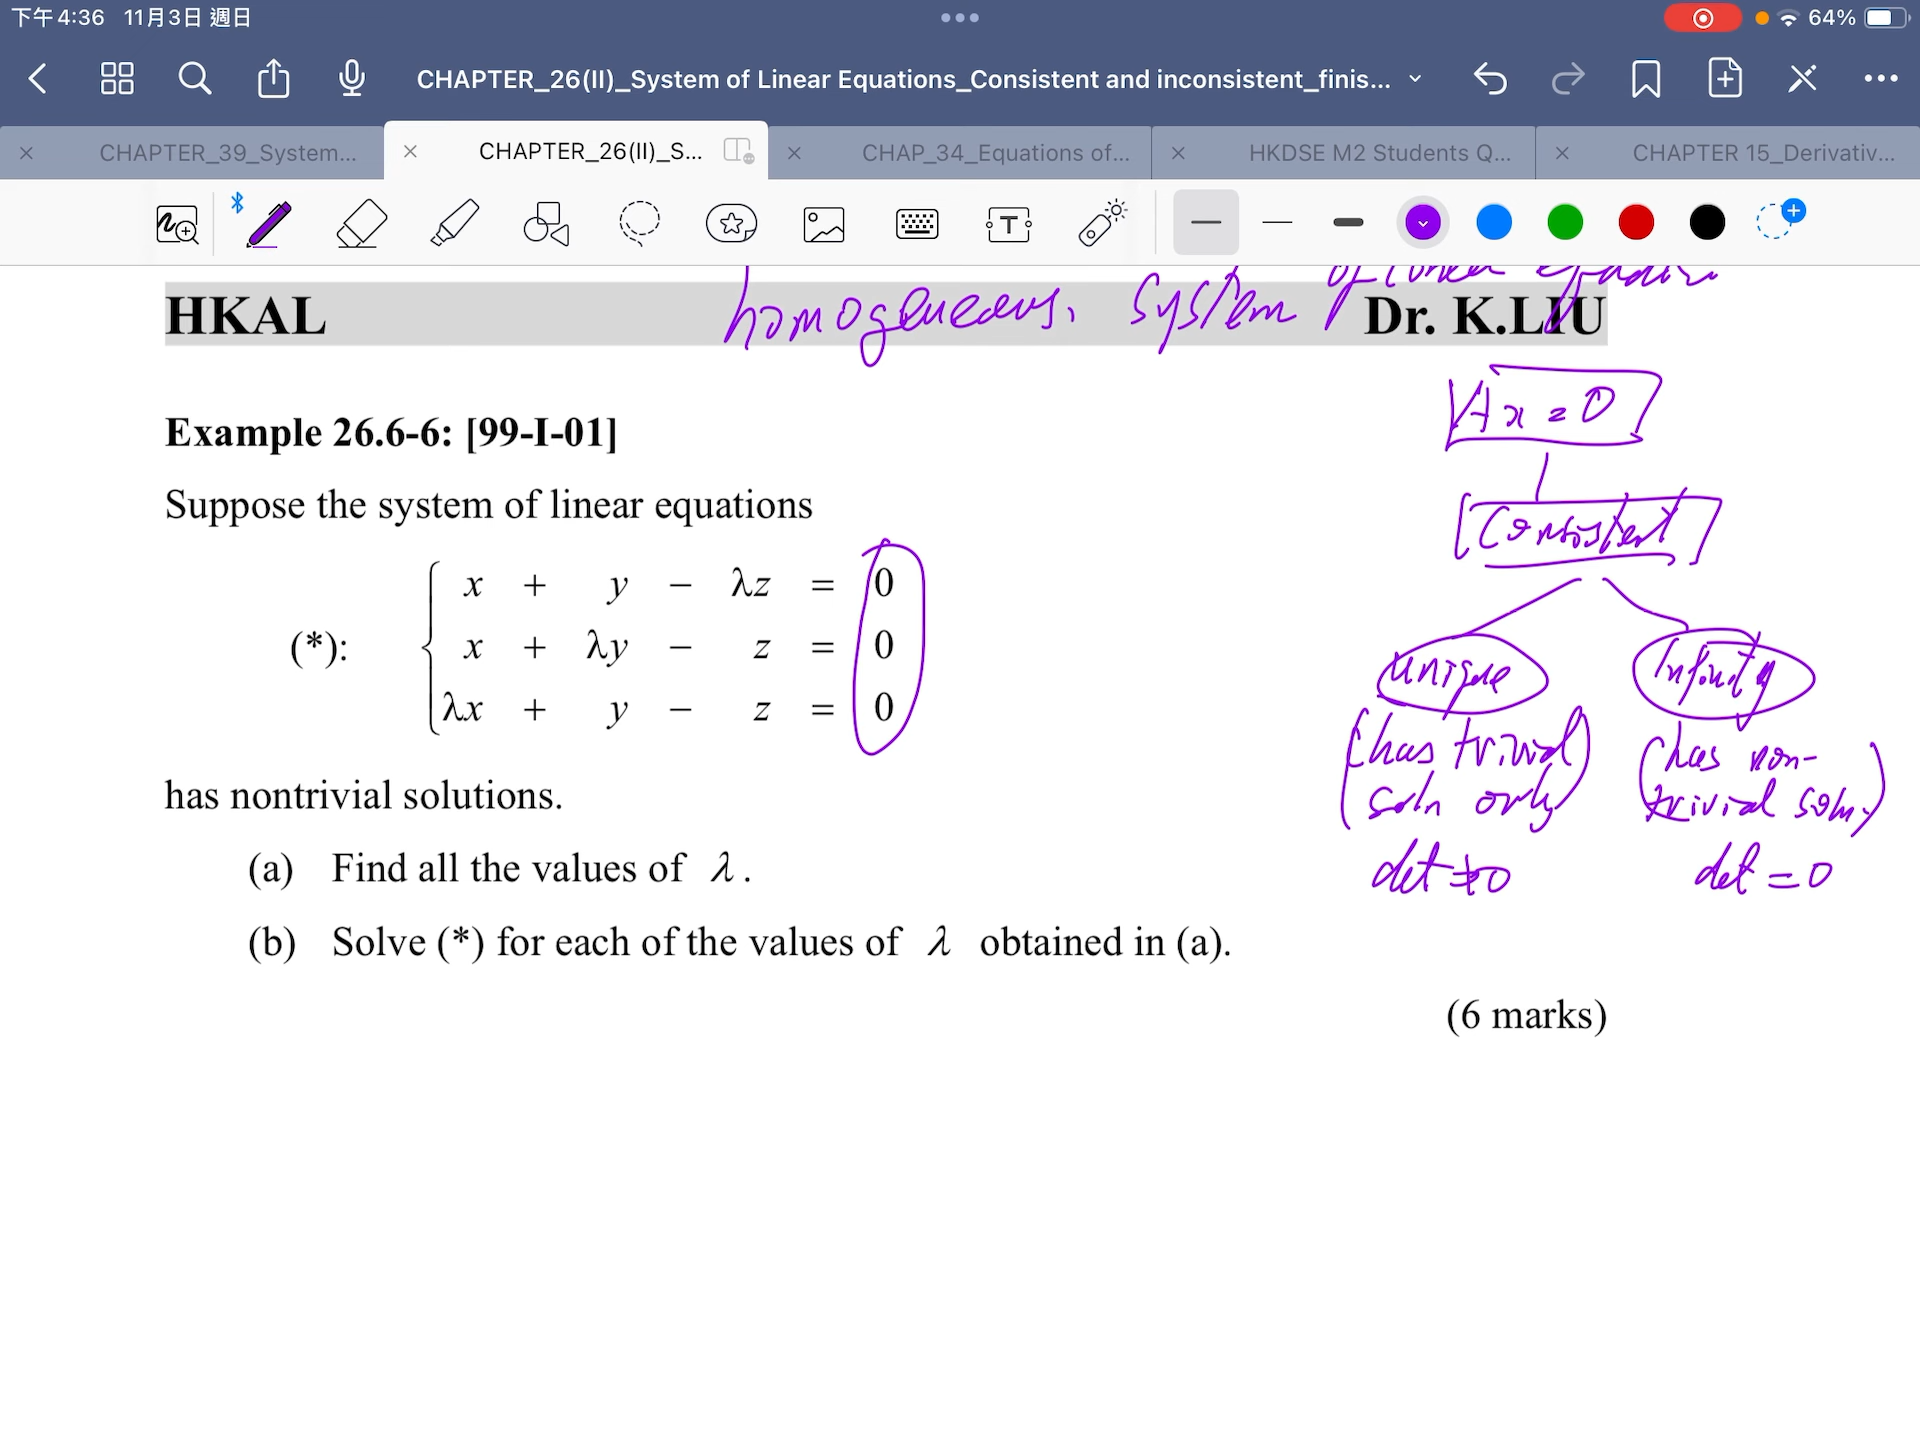 下午4:36 11月3日 週日
64%
CHAPTER_26(II)_System of Linear Equations_Consistent and inconsistent_finis...
CHAPTER_39_System...
CHAPTER_26(II)_S...
CHAP_34_Equations of...
HKDSE M2 Students Q...
CHAPTER 15_Derivativ...
of linear
HKAL
homogeneous. system
Dr. K.LIU
Ax = 0
Example 26.6-6: [99-I-01]
Suppose the system of linear equations
[Consistent]
x + y − λz = 0
(*): x + λy − z = 0
λx + y − z = 0
unique
Infinity
(has trivial soln only)
(has non-trivial soln.)
has nontrivial solutions.
det ≠ 0
det = 0
(a) Find all the values of λ.
(b) Solve (*) for each of the values of λ obtained in (a).
(6 marks)